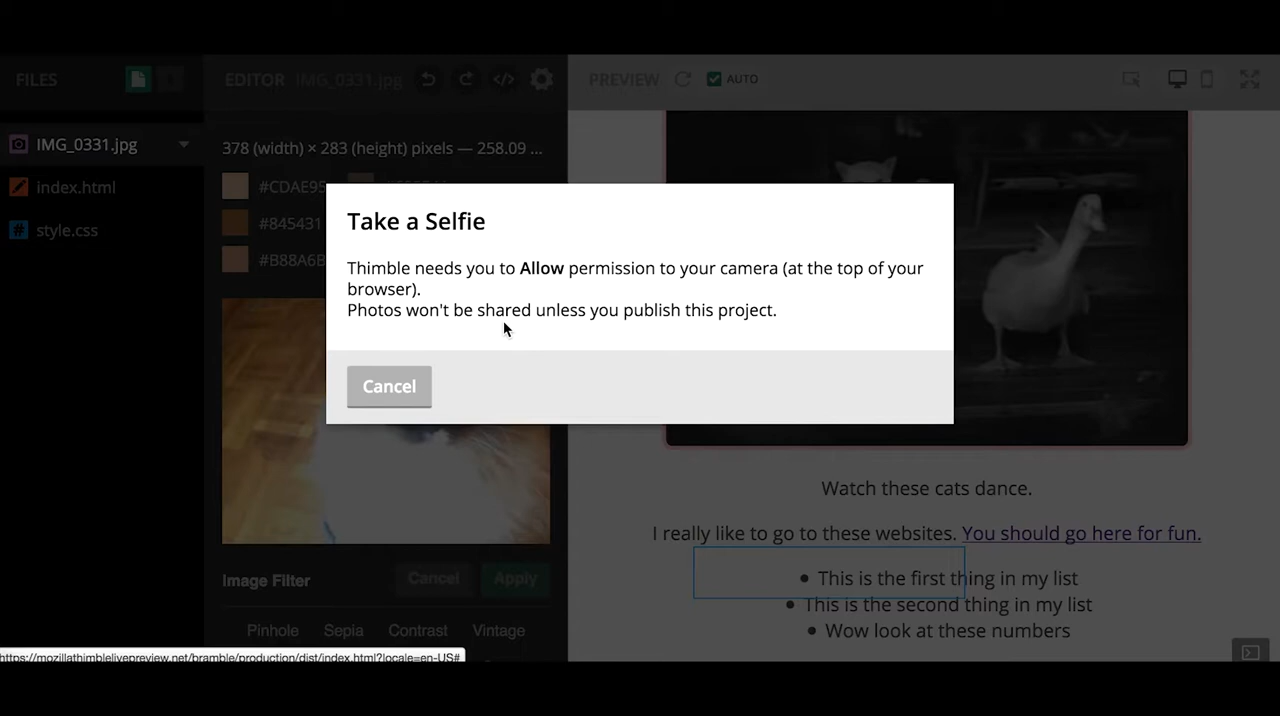 FILES
EDITOR IMG_0331.jpg
PREVIEW
AUTO
IMG_0331.jpg
index.html
style.css
378 (width) × 283 (height) pixels — 258.09 ...
#CDAE95
#845431
#B88A6B
Take a Selfie
Thimble needs you to Allow permission to your camera (at the top of your
browser).
Photos won't be shared unless you publish this project.
Cancel
Image Filter
Cancel
Apply
Pinhole
Sepia
Contrast
Vintage
Watch these cats dance.
I really like to go to these websites. You should go here for fun.
This is the first thing in my list
This is the second thing in my list
Wow look at these numbers
https://mozillathimblelivepreview.net/bramble/production/dist/index.html?locale=en-US#